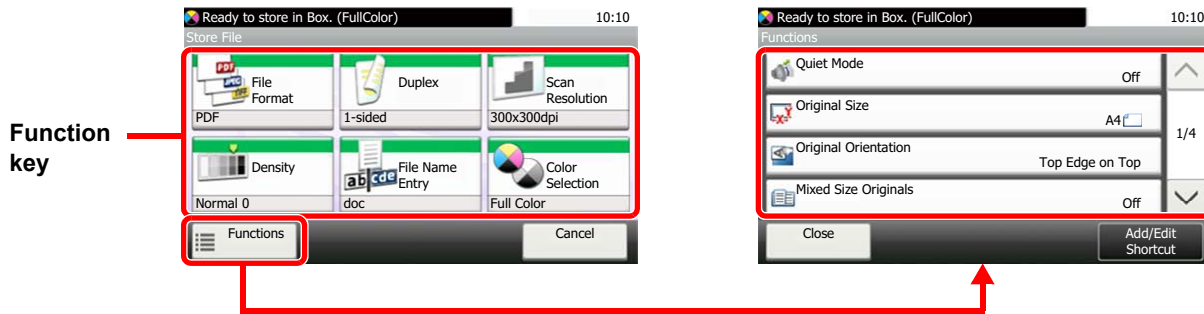 Ready to store in Box. (FullColor) 10:10
Store File
PDF
JPEG
TIFF
File
Format
PDF
Duplex
1-sided
Scan
Resolution
300x300dpi
Function
key
Density
Normal 0
ab cde
File Name
Entry
doc
Color
Selection
Full Color
Functions
Cancel
Ready to store in Box. (FullColor) 10:10
Functions
Quiet Mode
Off
Original Size
A4
Original Orientation
Top Edge on Top
Mixed Size Originals
Off
1/4
Close
Add/Edit
Shortcut